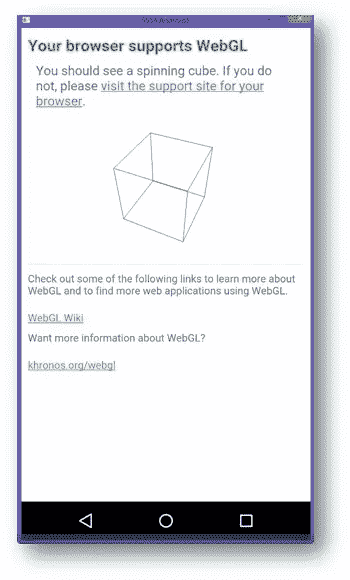 Your browser supports WebGL
You should see a spinning cube. If you do
not, please visit the support site for your
browser.
Check out some of the following links to learn more about
WebGL and to find more web applications using WebGL.
WebGL Wiki
Want more information about WebGL?
khronos.org/webgl